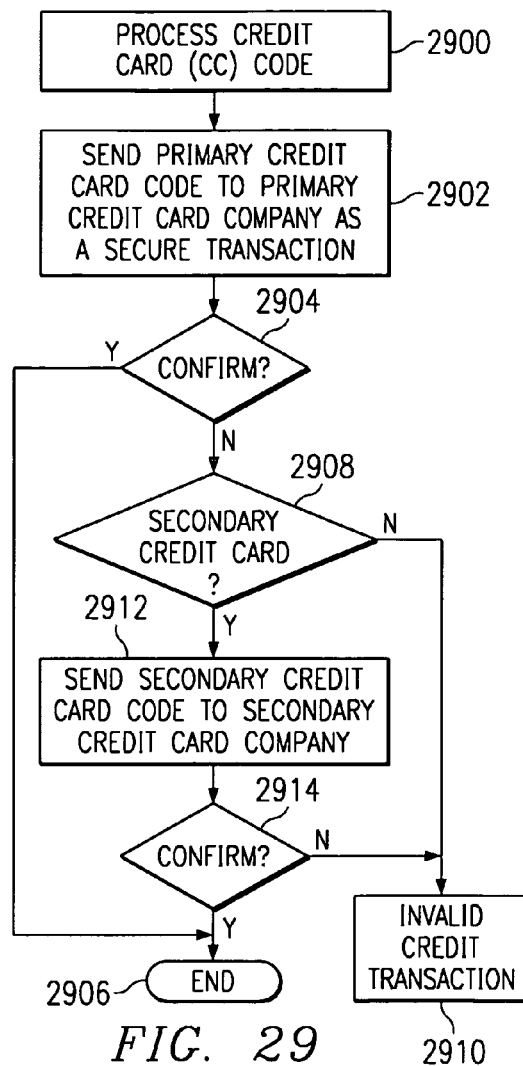 PROCESS CREDIT
CARD (CC) CODE
2900
SEND PRIMARY CREDIT
CARD CODE TO PRIMARY
CREDIT CARD COMPANY AS
A SECURE TRANSACTION
2902
2904
Y
CONFIRM?
N
2908
SECONDARY
CREDIT CARD
?
N
2912
Y
SEND SECONDARY CREDIT
CARD CODE TO SECONDARY
CREDIT CARD COMPANY
2914
CONFIRM?
N
Y
INVALID
CREDIT
TRANSACTION
2906
END
2910
FIG. 29